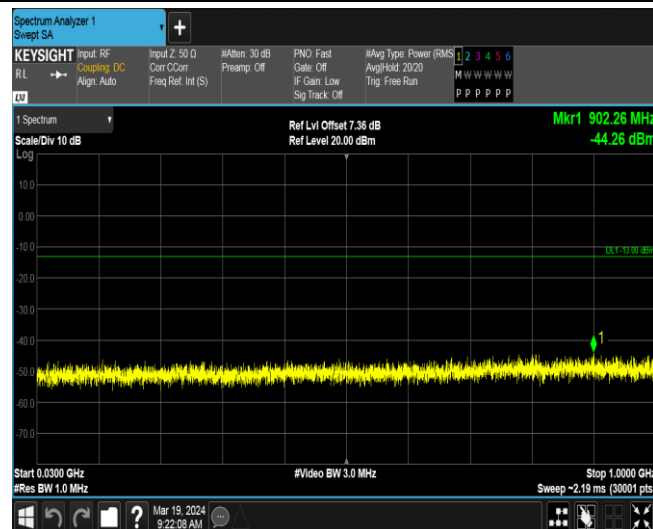 Spectrum Analyzer 1
Swept SA
+
KEYSIGHT
RL
Input: RF
Coupling: DC
Align: Auto
Input Z: 50 Ω
Corr CCorr
Freq Ref: Int (S)
#Atten: 30 dB
Preamp: Off
PNO: Fast
Gate: Off
IF Gain: Low
Sig Track: Off
#Avg Type: Power (RMS
Avg|Hold: 20/20
Trig: Free Run
1 2 3 4 5 6
M W W W W W
P P P P P P
LXI
1 Spectrum
Scale/Div 10 dB
Ref Lvl Offset 7.36 dB
Ref Level 20.00 dBm
Mkr1 902.26 MHz
-44.26 dBm
Log
10.0
0.00
-10.0
DL1 -13.00 dBm
-20.0
-30.0
-40.0
1
-50.0
-60.0
-70.0
Start 0.0300 GHz
#Res BW 1.0 MHz
#Video BW 3.0 MHz
Stop 1.0000 GHz
Sweep ~2.19 ms (30001 pts
?
Mar 19, 2024
9:22:08 AM